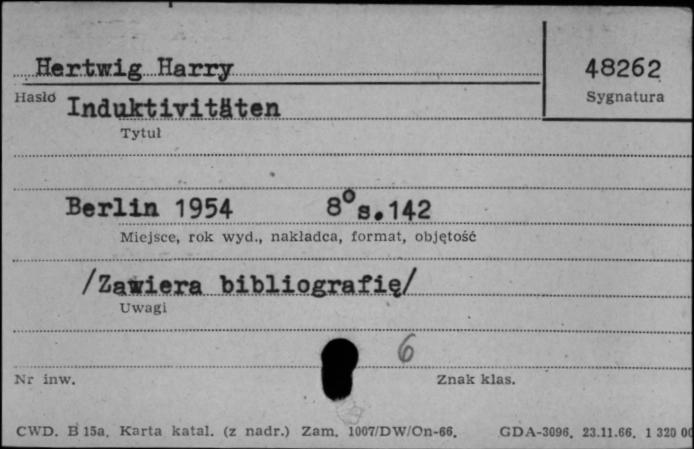 Hertwig Harry
48262
Hasło
Sygnatura
Induktivitäten
Tytuł
Berlin 1954 8° s.142
Miejsce, rok wyd., nakładca, format, objętość
/Zawiera bibliografię/
Uwagi
6
Nr inw.
Znak klas.
CWD. B 15a. Karta katal. (z nadr.) Zam. 1007/DW/On-66. GDA-3096. 23.11.66. 1 320 00